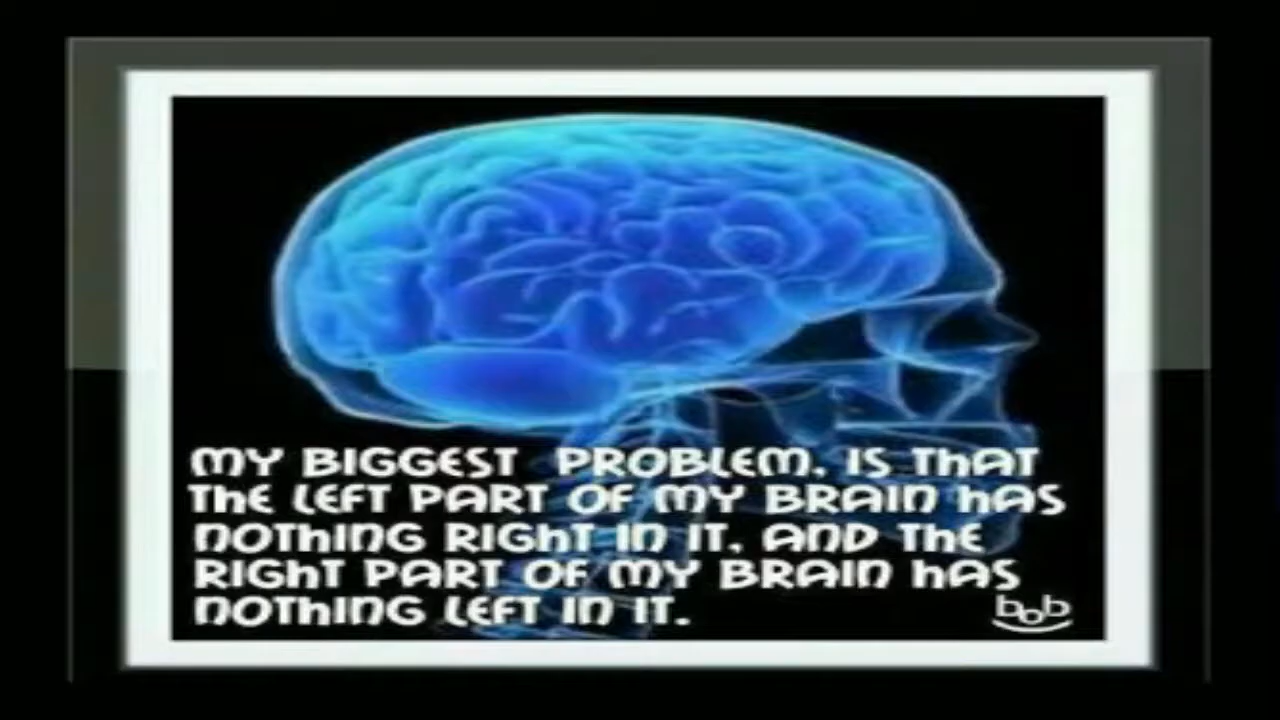 MY BIGGEST PROBLEM, IS THAT
THE LEFT PART OF MY BRAIN HAS
NOTHING RIGHT IN IT, AND THE
RIGHT PART OF MY BRAIN HAS
NOTHING LEFT IN IT.
bob